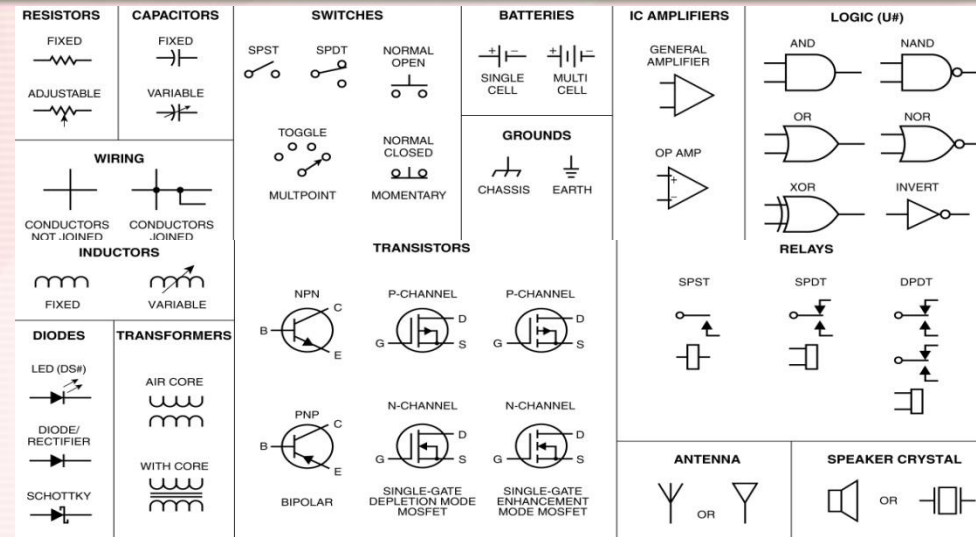 RESISTORS
FIXED
ADJUSTABLE
CAPACITORS
FIXED
VARIABLE
WIRING
CONDUCTORS
NOT JOINED
CONDUCTORS
JOINED
SWITCHES
SPST
SPDT
NORMAL
OPEN
TOGGLE
MULTPOINT
NORMAL
CLOSED
MOMENTARY
BATTERIES
+ −
SINGLE
CELL
+ −
MULTI
CELL
GROUNDS
CHASSIS
EARTH
IC AMPLIFIERS
GENERAL
AMPLIFIER
OP AMP
+
−
LOGIC (U#)
AND
NAND
OR
NOR
XOR
INVERT
INDUCTORS
FIXED
VARIABLE
DIODES
LED (DS#)
DIODE/
RECTIFIER
SCHOTTKY
TRANSFORMERS
AIR CORE
WITH CORE
TRANSISTORS
NPN
C
B
E
P-CHANNEL
D
G
S
P-CHANNEL
D
G
S
PNP
C
B
E
BIPOLAR
N-CHANNEL
D
G
S
SINGLE-GATE
DEPLETION MODE
MOSFET
N-CHANNEL
D
G
S
SINGLE-GATE
ENHANCEMENT
MODE MOSFET
RELAYS
SPST
SPDT
DPDT
ANTENNA
OR
SPEAKER CRYSTAL
OR